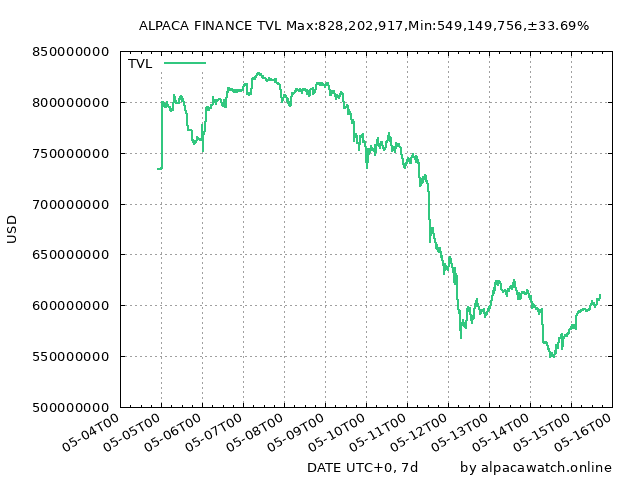 ALPACA FINANCE TVL Max:828,202,917,Min:549,149,756,±33.69%
TVL
850000000
800000000
750000000
700000000
650000000
600000000
550000000
500000000
USD
05-04T00
05-05T00
05-06T00
05-07T00
05-08T00
05-09T00
05-10T00
05-11T00
05-12T00
05-13T00
05-14T00
05-15T00
05-16T00
DATE UTC+0, 7d
by alpacawatch.online